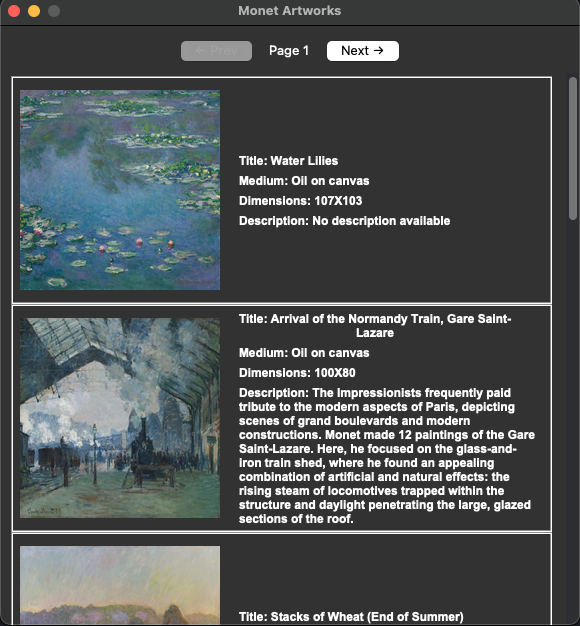 Monet Artworks
← Prev
Page 1
Next →
Title: Water Lilies
Medium: Oil on canvas
Dimensions: 107X103
Description: No description available
Title: Arrival of the Normandy Train, Gare Saint-
Lazare
Medium: Oil on canvas
Dimensions: 100X80
Description: The Impressionists frequently paid
tribute to the modern aspects of Paris, depicting
scenes of grand boulevards and modern
constructions. Monet made 12 paintings of the Gare
Saint-Lazare. Here, he focused on the glass-and-
iron train shed, where he found an appealing
combination of artificial and natural effects: the
rising steam of locomotives trapped within the
structure and daylight penetrating the large, glazed
sections of the roof.
Title: Stacks of Wheat (End of Summer)